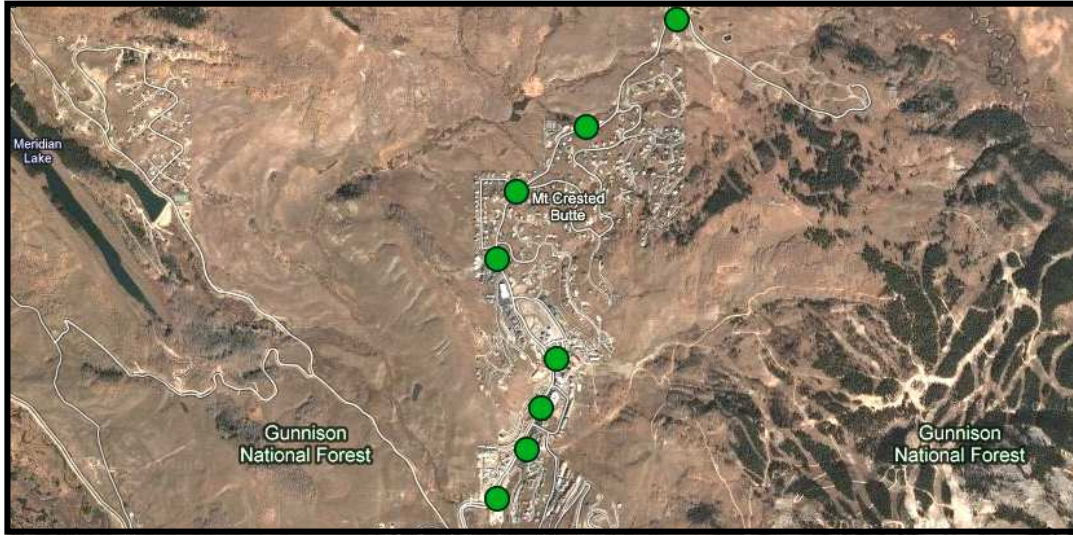 Meridian
Lake
Mt Crested
Butte
Gunnison
National Forest
Gunnison
National Forest